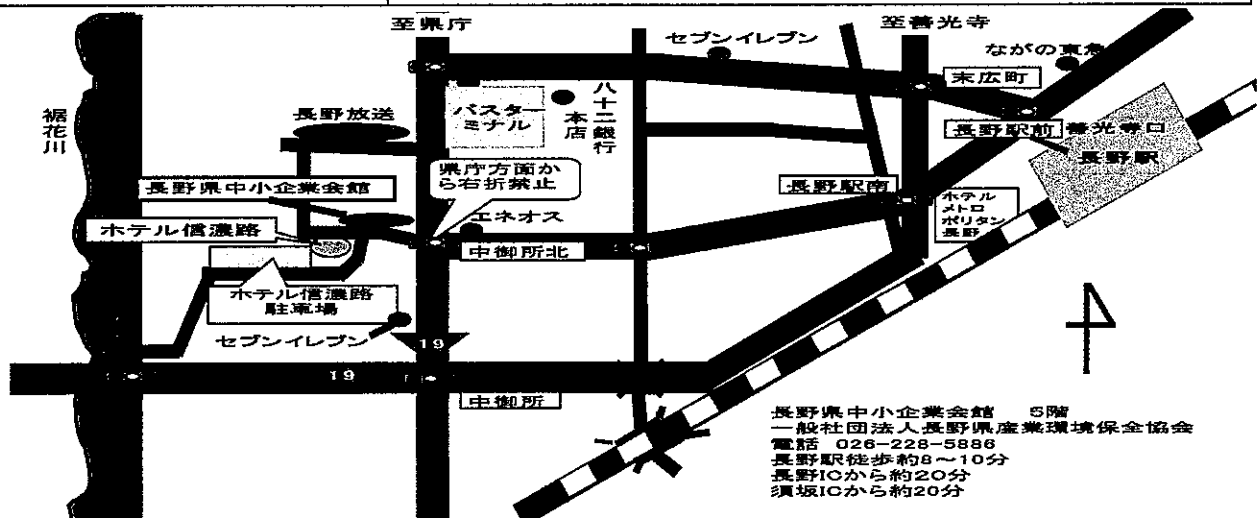 至県庁
至善光寺
セブンイレブン
ながの東急
末広町
裾花川
長野放送
バスター
ミナル
八十二銀行
本店
長野駅前
善光寺口
長野駅
県庁方面か
ら右折禁止
長野県中小企業会館
長野駅南
ホテル
メトロ
ポリタン
長野
エネオス
ホテル信濃路
中御所北
ホテル信濃路
駐車場
セブンイレブン
19
19
中御所
長野県中小企業会館 5階
一般社団法人長野県産業環境保全協会
電話 026-228-5886
長野駅徒歩約8~10分
長野ICから約20分
須坂ICから約20分